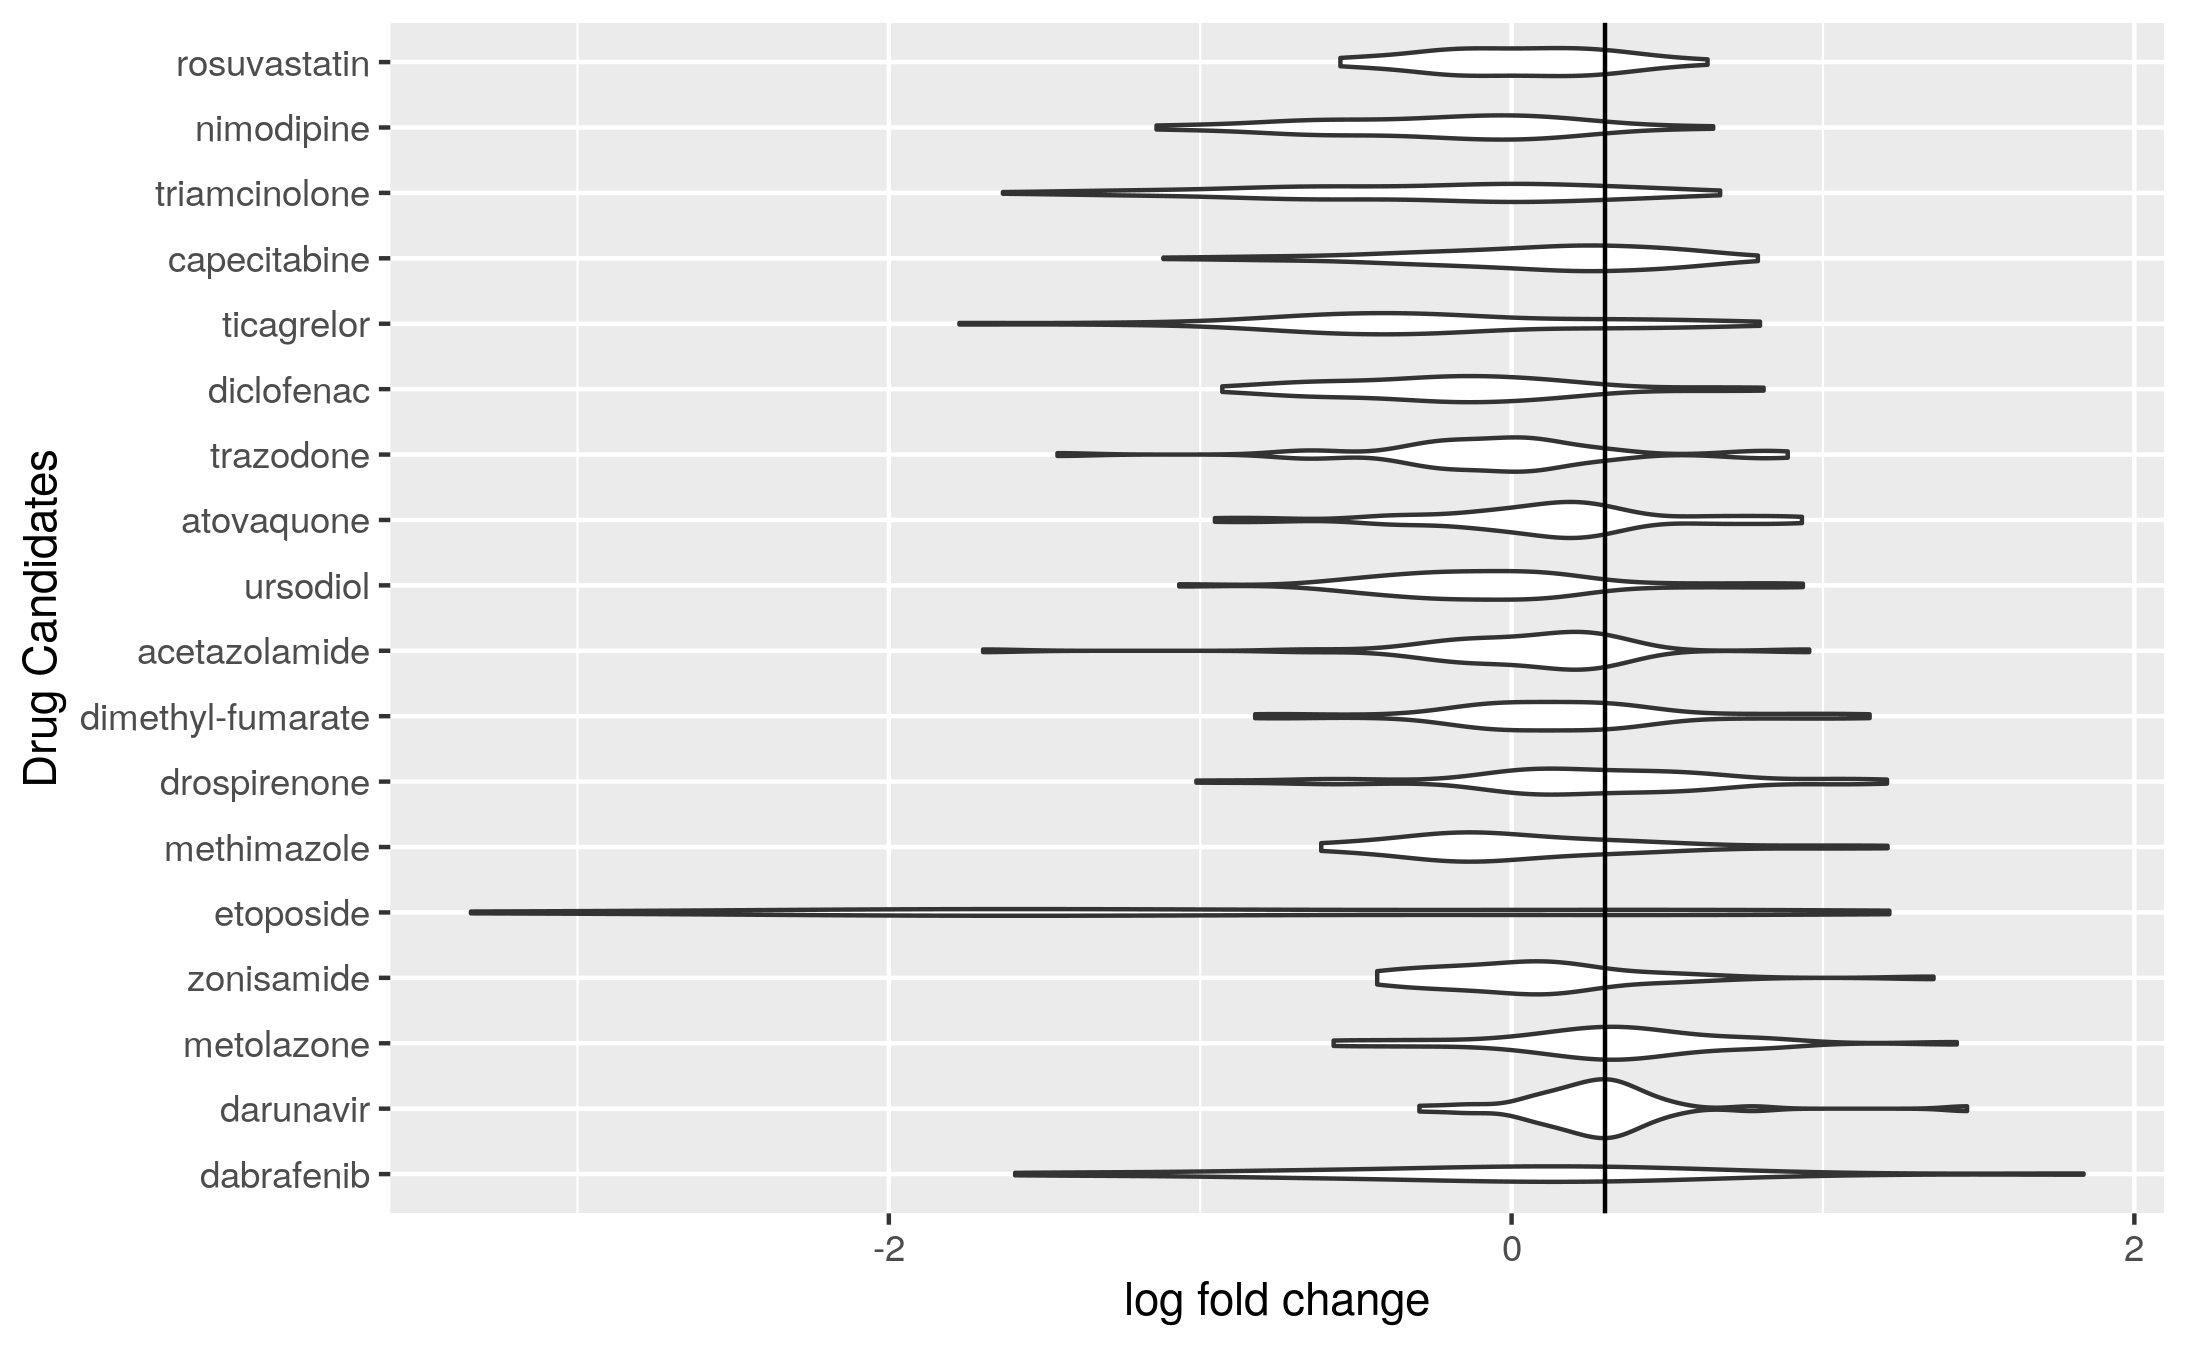 Drug Candidates
rosuvastatin
nimodipine
triamcinolone
capecitabine
ticagrelor
diclofenac
trazodone
atovaquone
ursodiol
acetazolamide
dimethyl-fumarate
drospirenone
methimazole
etoposide
zonisamide
metolazone
darunavir
dabrafenib
-2 0 2
log fold change